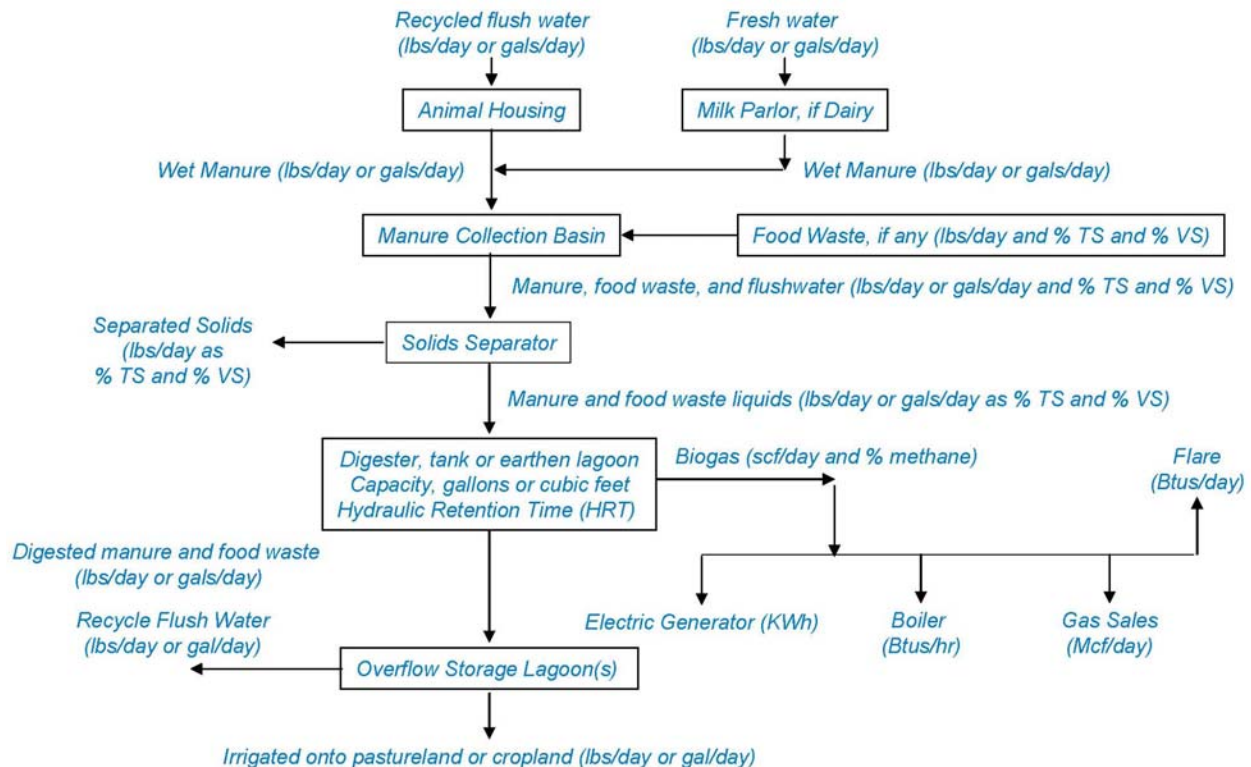 Recycled flush water
(lbs/day or gals/day)
Fresh water
(lbs/day or gals/day)
Animal Housing
Milk Parlor, if Dairy
Wet Manure (lbs/day or gals/day)
Wet Manure (lbs/day or gals/day)
Manure Collection Basin
Food Waste, if any (lbs/day and % TS and % VS)
Manure, food waste, and flushwater (lbs/day or gals/day and % TS and % VS)
Separated Solids
(lbs/day as
% TS and % VS)
Solids Separator
Manure and food waste liquids (lbs/day or gals/day as % TS and % VS)
Digester, tank or earthen lagoon
Capacity, gallons or cubic feet
Hydraulic Retention Time (HRT)
Biogas (scf/day and % methane)
Flare
(Btus/day)
Digested manure and food waste
(lbs/day or gals/day)
Electric Generator (KWh)
Boiler
(Btus/hr)
Gas Sales
(Mcf/day)
Recycle Flush Water
(lbs/day or gal/day)
Overflow Storage Lagoon(s)
Irrigated onto pastureland or cropland (lbs/day or gal/day)